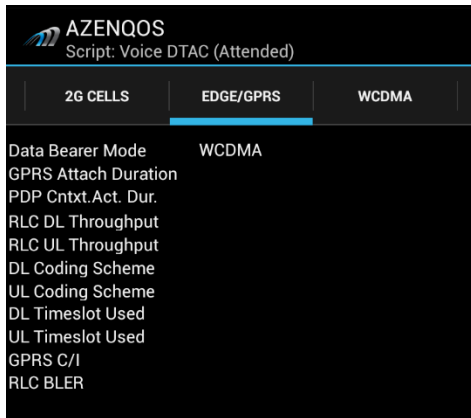 AZENQOS
Script: Voice DTAC (Attended)
2G CELLS EDGE/GPRS WCDMA
Data Bearer Mode WCDMA
GPRS Attach Duration
PDP Cntxt.Act. Dur.
RLC DL Throughput
RLC UL Throughput
DL Coding Scheme
UL Coding Scheme
DL Timeslot Used
UL Timeslot Used
GPRS C/I
RLC BLER